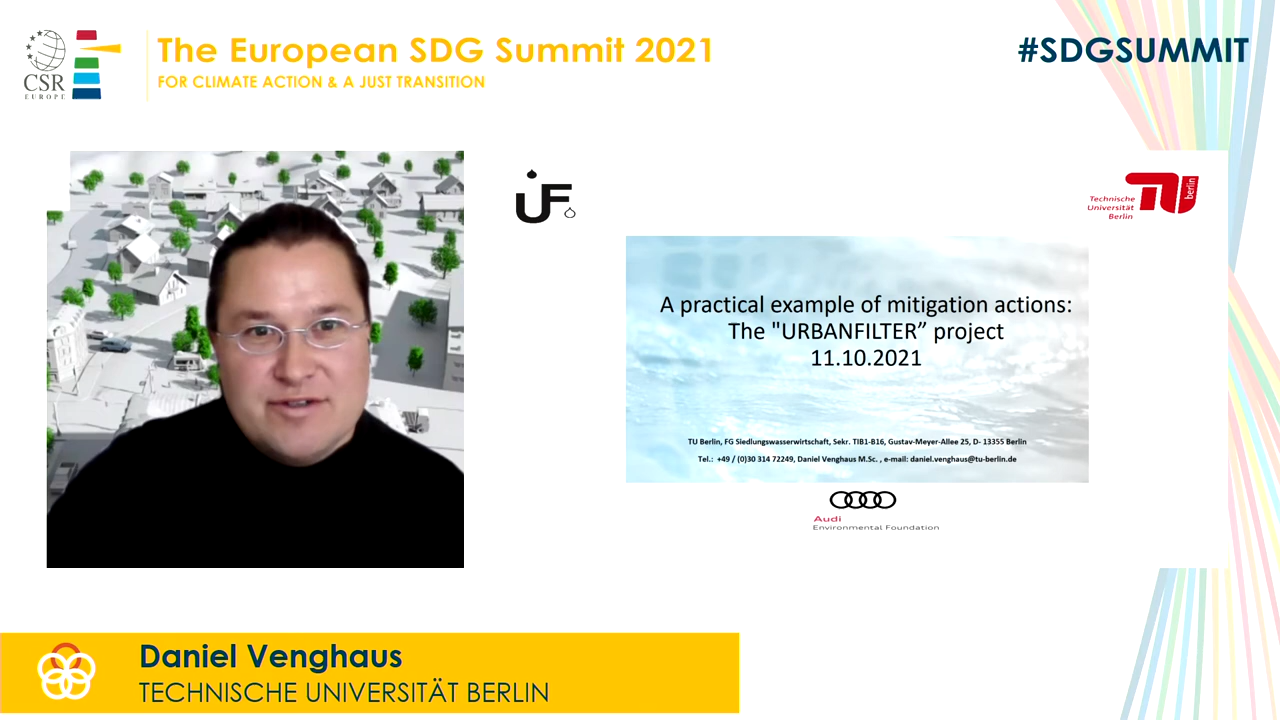 CSR
EUROPE
The European SDG Summit 2021
FOR CLIMATE ACTION & A JUST TRANSITION
#SDGSUMMIT
UF
Technische
Universität
Berlin
TU berlin
A practical example of mitigation actions:
The "URBANFILTER” project
11.10.2021
TU Berlin, FG Siedlungswasserwirtschaft, Sekr. TIB1-B16, Gustav-Meyer-Allee 25, D- 13355 Berlin
Tel.: +49 / (0)30 314 72249, Daniel Venghaus M.Sc. , e-mail: daniel.venghaus@tu-berlin.de
Audi
Environmental Foundation
Daniel Venghaus
TECHNISCHE UNIVERSITÄT BERLIN